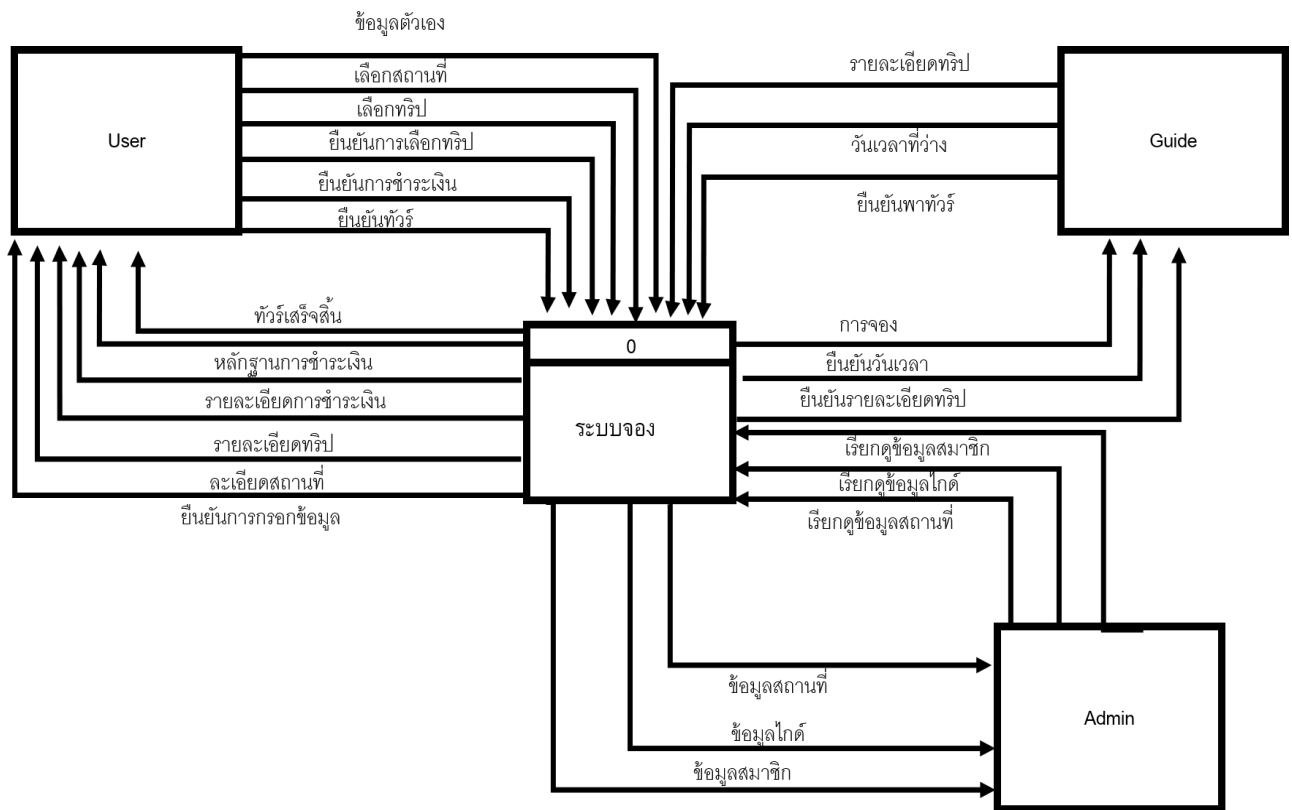 ข้อมูลตัวเอง
เลือกสถานที่
เลือกทริป
ยืนยันการเลือกทริป
ยืนยันการชำระเงิน
ยืนยันทัวร์
User
รายละเอียดทริป
วันเวลาที่ว่าง
ยืนยันพาทัวร์
Guide
ทัวร์เสร็จสิ้น
หลักฐานการชำระเงิน
รายละเอียดการชำระเงิน
รายละเอียดทริป
ละเอียดสถานที่
ยืนยันการกรอกข้อมูล
0
ระบบจอง
การจอง
ยืนยันวันเวลา
ยืนยันรายละเอียดทริป
เรียกดูข้อมูลสมาชิก
เรียกดูข้อมูลไกด์
เรียกดูข้อมูลสถานที่
ข้อมูลสถานที่
ข้อมูลไกด์
ข้อมูลสมาชิก
Admin